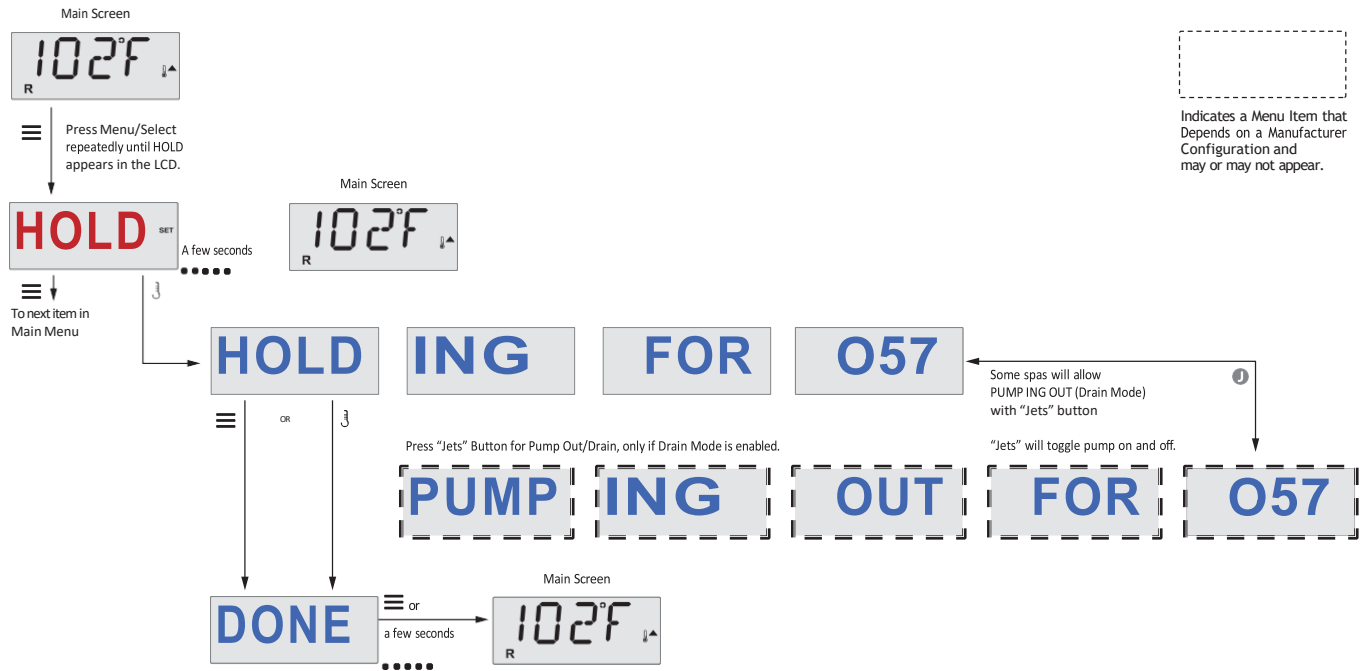 Main Screen
102°F
R
Press Menu/Select
repeatedly until HOLD
appears in the LCD.
Indicates a Menu Item that
Depends on a Manufacturer
Configuration and
may or may not appear.
HOLD SET
A few seconds
Main Screen
102°F
R
To next item in
Main Menu
HOLD ING FOR O57
Some spas will allow
PUMP ING OUT (Drain Mode)
with “Jets” button
J
OR
Press “Jets” Button for Pump Out/Drain, only if Drain Mode is enabled.
“Jets” will toggle pump on and off.
PUMP ING OUT FOR O57
DONE
or
a few seconds
Main Screen
102°F
R